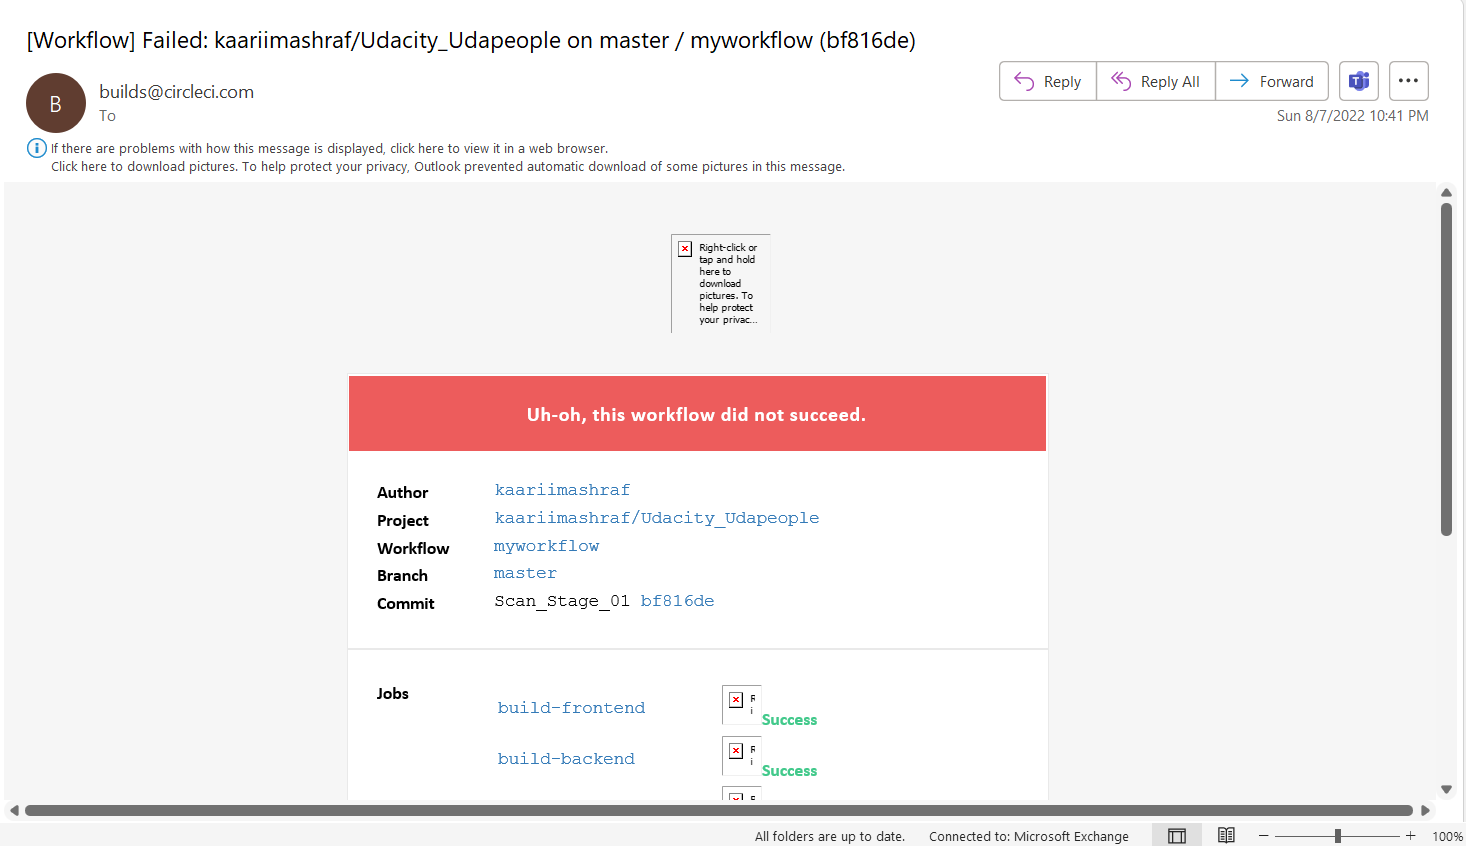 [Workflow] Failed: kaariimashraf/Udacity_Udapeople on master / myworkflow (bf816de)
B
builds@circleci.com
To
Reply
Reply All
Forward
Sun 8/7/2022 10:41 PM
If there are problems with how this message is displayed, click here to view it in a web browser.
Click here to download pictures. To help protect your privacy, Outlook prevented automatic download of some pictures in this message.
Right-click or
tap and hold
here to
download
pictures. To
help protect
your privac...
Uh-oh, this workflow did not succeed.
Author kaariimashraf
Project kaariimashraf/Udacity_Udapeople
Workflow myworkflow
Branch master
Commit Scan_Stage_01 bf816de
Jobs
build-frontend Success
build-backend Success
All folders are up to date. Connected to: Microsoft Exchange 100%